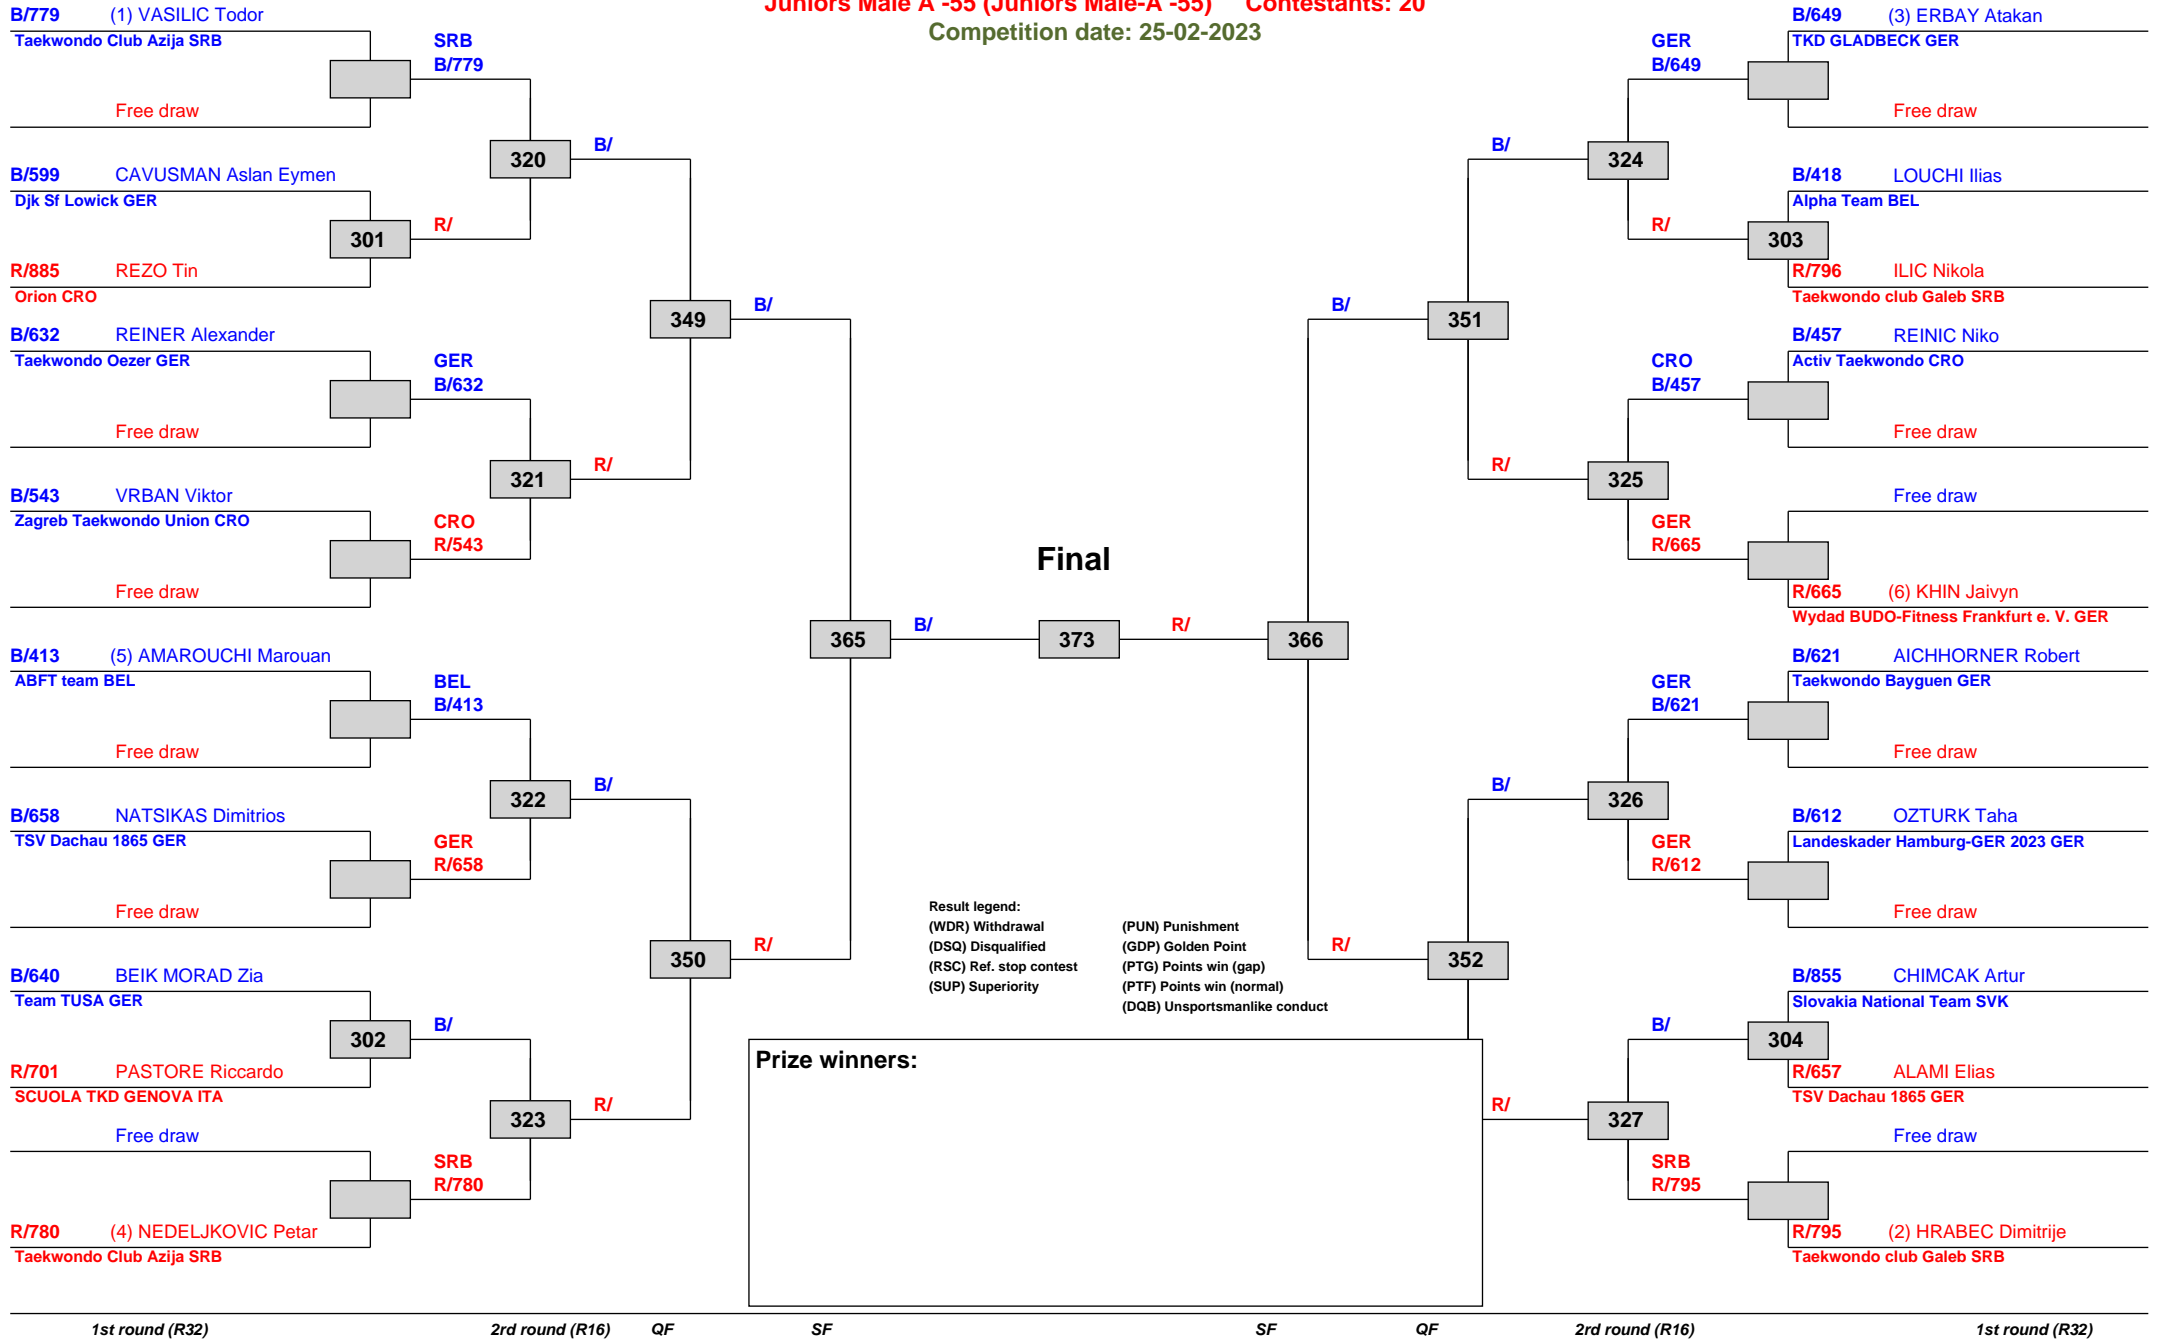 Juniors Male A -55 (Juniors Male-A -55) Contestants: 20
Competition date: 25-02-2023
B/779 (1) VASILIC Todor
Taekwondo Club Azija SRB
Free draw
SRB
B/779
B/599 CAVUSMAN Aslan Eymen
Djk Sf Lowick GER
301
R/
R/885 REZO Tin
Orion CRO
320
B/
B/632 REINER Alexander
Taekwondo Oezer GER
Free draw
GER
B/632
B/543 VRBAN Viktor
Zagreb Taekwondo Union CRO
Free draw
CRO
R/543
321
R/
349
B/
B/413 (5) AMAROUCHI Marouan
ABFT team BEL
Free draw
BEL
B/413
B/658 NATSIKAS Dimitrios
TSV Dachau 1865 GER
Free draw
GER
R/658
322
B/
B/640 BEIK MORAD Zia
Team TUSA GER
302
B/
R/701 PASTORE Riccardo
SCUOLA TKD GENOVA ITA
Free draw
SRB
R/780
R/780 (4) NEDELJKOVIC Petar
Taekwondo Club Azija SRB
323
R/
350
R/
365
B/
Final
373
R/
366
B/
351
B/
324
GER
B/649
B/649 (3) ERBAY Atakan
TKD GLADBECK GER
Free draw
B/418 LOUCHI Ilias
Alpha Team BEL
R/
303
R/796 ILIC Nikola
Taekwondo club Galeb SRB
B/457 REINIC Niko
Activ Taekwondo CRO
CRO
B/457
Free draw
R/
325
Free draw
GER
R/665
R/665 (6) KHIN Jaivyn
Wydad BUDO-Fitness Frankfurt e. V. GER
B/621 AICHHORNER Robert
Taekwondo Bayguen GER
GER
B/621
Free draw
B/
326
B/612 OZTURK Taha
Landeskader Hamburg-GER 2023 GER
GER
R/612
Free draw
R/
352
B/855 CHIMCAK Artur
Slovakia National Team SVK
B/
304
R/657 ALAMI Elias
TSV Dachau 1865 GER
R/
327
Free draw
SRB
R/795
R/795 (2) HRABEC Dimitrije
Taekwondo club Galeb SRB
Result legend:
(WDR) Withdrawal (PUN) Punishment
(DSQ) Disqualified (GDP) Golden Point
(RSC) Ref. stop contest (PTG) Points win (gap)
(SUP) Superiority (PTF) Points win (normal)
(DQB) Unsportsmanlike conduct
Prize winners:
1st round (R32) 2rd round (R16) QF SF SF QF 2rd round (R16) 1st round (R32)